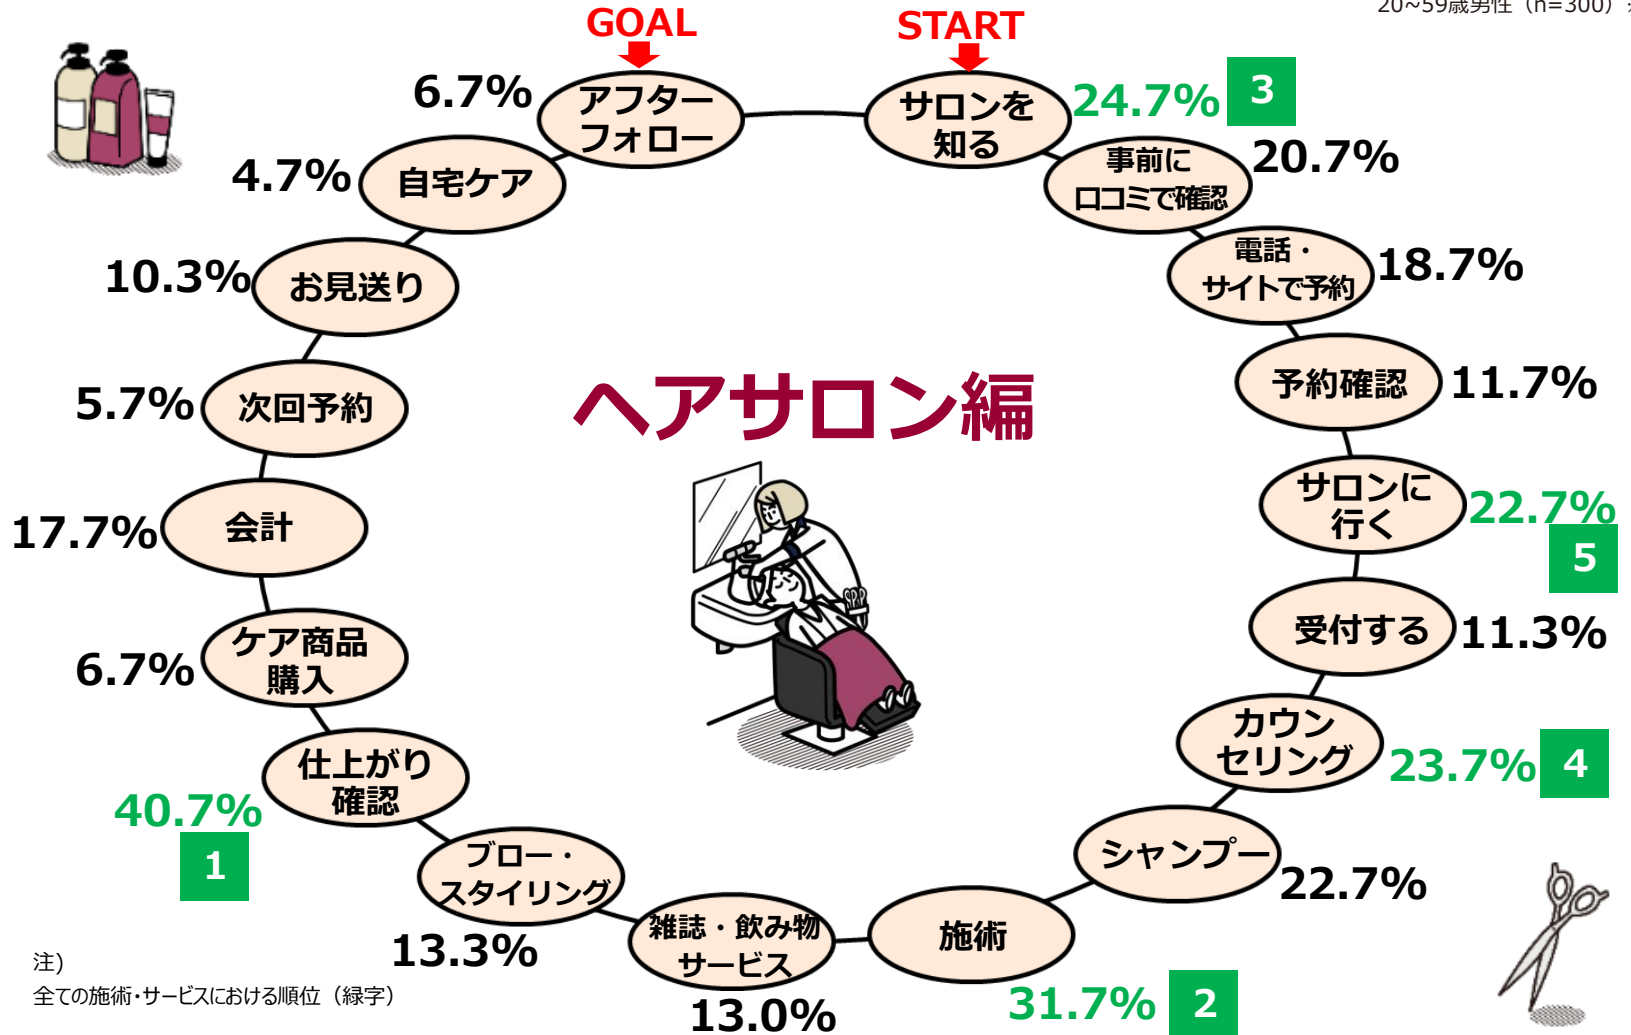 20~59歳男性（n=300）
GOAL
START
アフター
フォロー
6.7%
サロンを
知る
24.7%
3
事前に
口コミで確認
20.7%
電話・
サイトで予約
18.7%
予約確認
11.7%
サロンに
行く
22.7%
5
受付する
11.3%
カウン
セリング
23.7%
4
シャンプー
22.7%
施術
31.7%
2
雑誌・飲み物
サービス
13.0%
ブロー・
スタイリング
13.3%
仕上がり
確認
40.7%
1
ケア商品
購入
6.7%
会計
17.7%
次回予約
5.7%
お見送り
10.3%
自宅ケア
4.7%
ヘアサロン編
注)
全ての施術・サービスにおける順位（緑字）